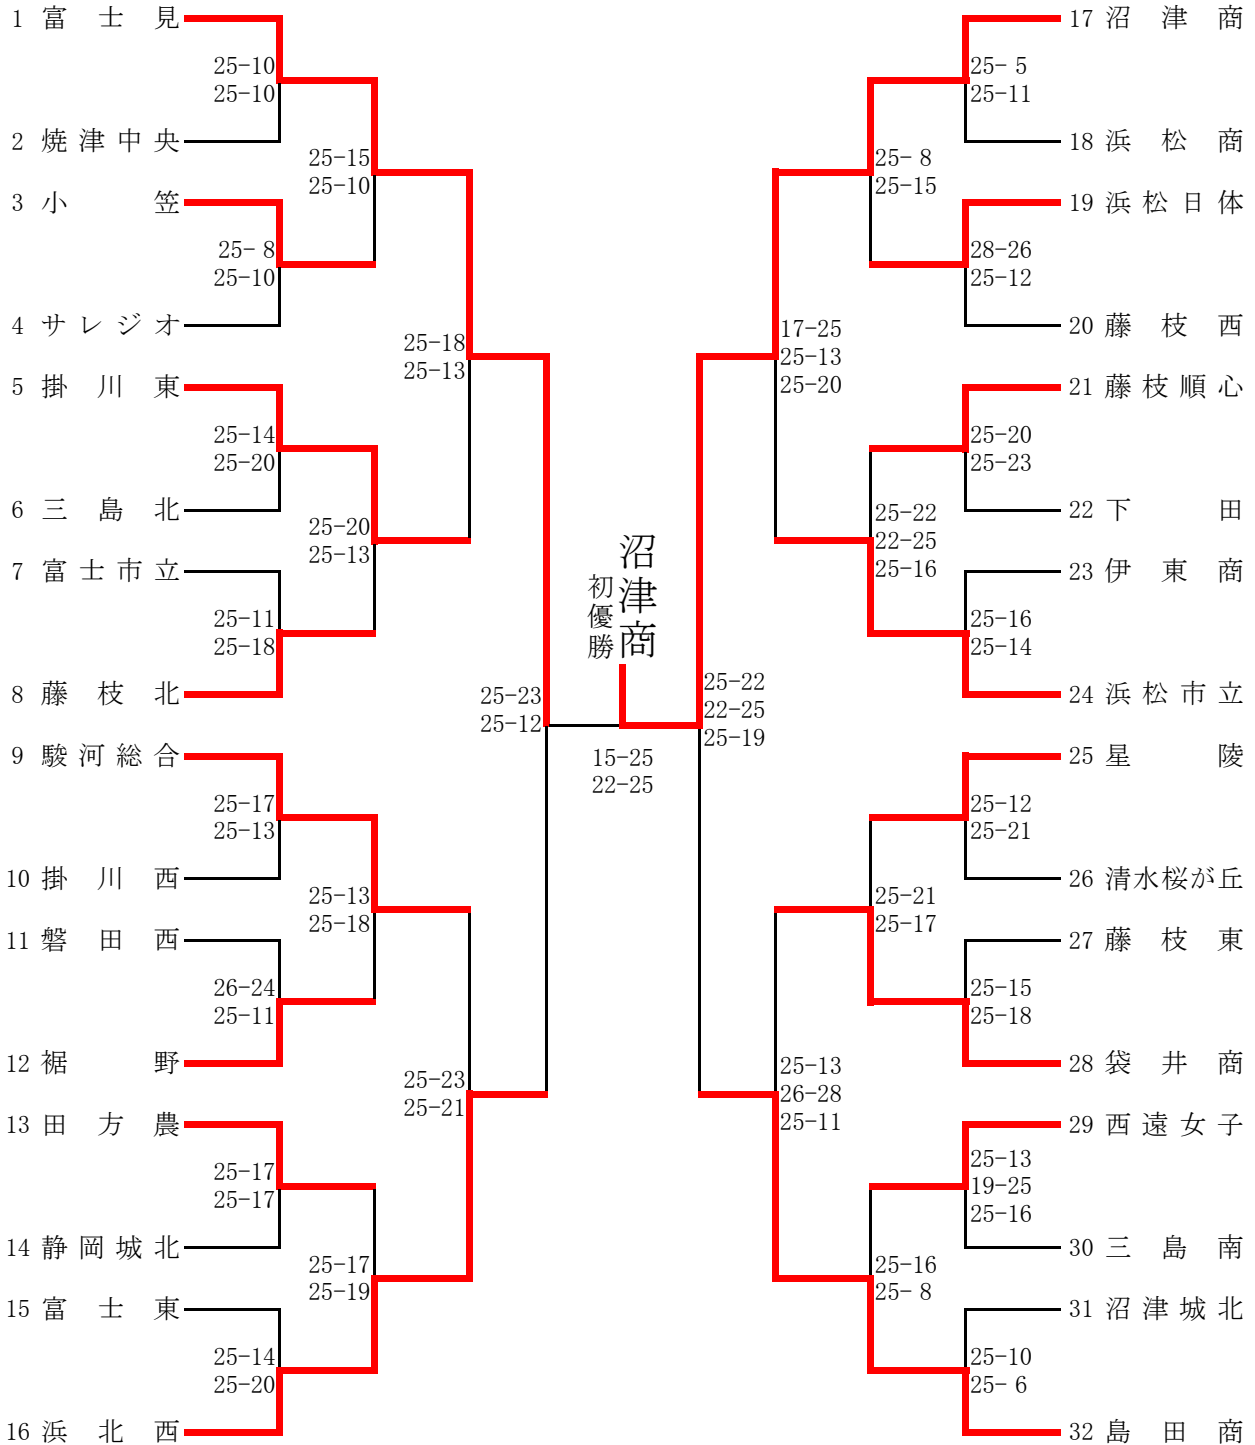 1 富士見
25-10
25-10
2 焼津中央
25-15
25-10
3 小笠
25- 8
25-10
4 サレジオ
25-18
25-13
5 掛川東
25-14
25-20
6 三島北
25-20
25-13
7 富士市立
25-11
25-18
8 藤枝北
25-23
25-12
9 駿河総合
25-17
25-13
10 掛川西
25-13
25-18
11 磐田西
26-24
25-11
12 裾野
25-23
25-21
13 田方農
25-17
25-17
14 静岡城北
25-17
25-19
15 富士東
25-14
25-20
16 浜北西
沼津商
初優勝
15-25
22-25
17 沼津商
25- 5
25-11
18 浜松商
25- 8
25-15
19 浜松日体
28-26
25-12
20 藤枝西
17-25
25-13
25-20
21 藤枝順心
25-20
25-23
22 下田
25-22
22-25
25-16
23 伊東商
25-16
25-14
24 浜松市立
25-22
22-25
25-19
25 星陵
25-12
25-21
26 清水桜が丘
25-21
25-17
27 藤枝東
25-15
25-18
28 袋井商
25-13
26-28
25-11
29 西遠女子
25-13
19-25
25-16
30 三島南
25-16
25- 8
31 沼津城北
25-10
25- 6
32 島田商